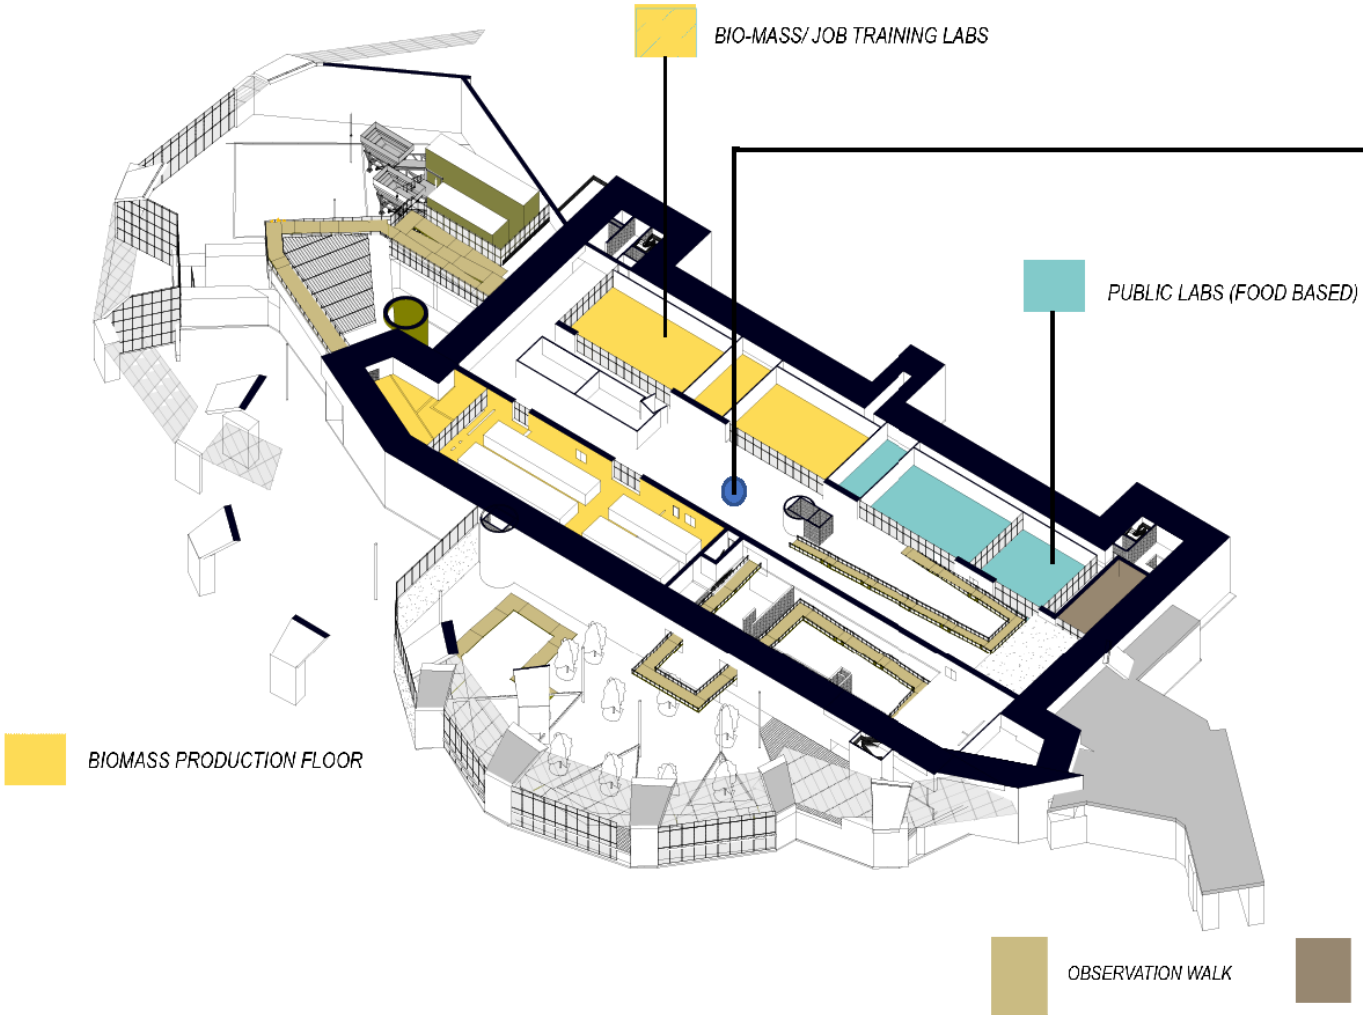 BIO-MASS/ JOB TRAINING LABS
PUBLIC LABS (FOOD BASED)
BIOMASS PRODUCTION FLOOR
OBSERVATION WALK